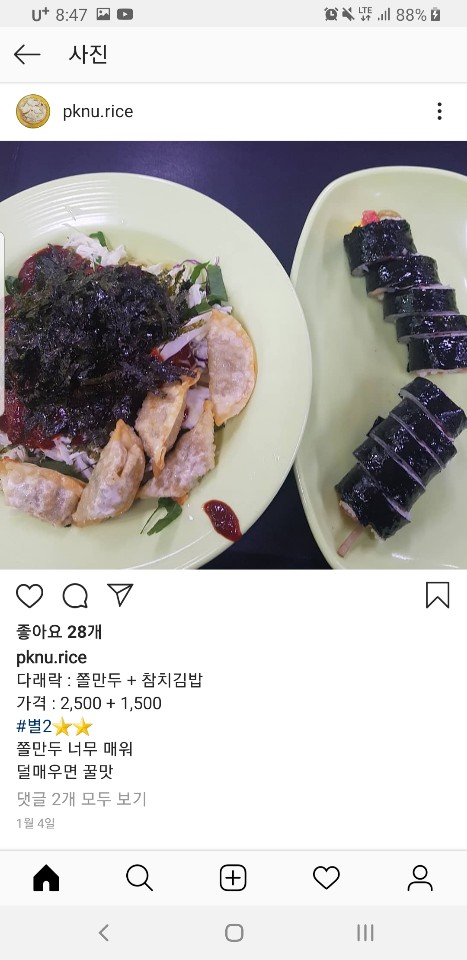 U+ 8:47 LTE 88%
사진
pknu.rice
좋아요 28개
pknu.rice
다래락 : 쫄만두 + 참치김밥
가격 : 2,500 + 1,500
#별2⭐⭐
쫄만두 너무 매워
덜매우면 꿀맛
댓글 2개 모두 보기
1월 4일